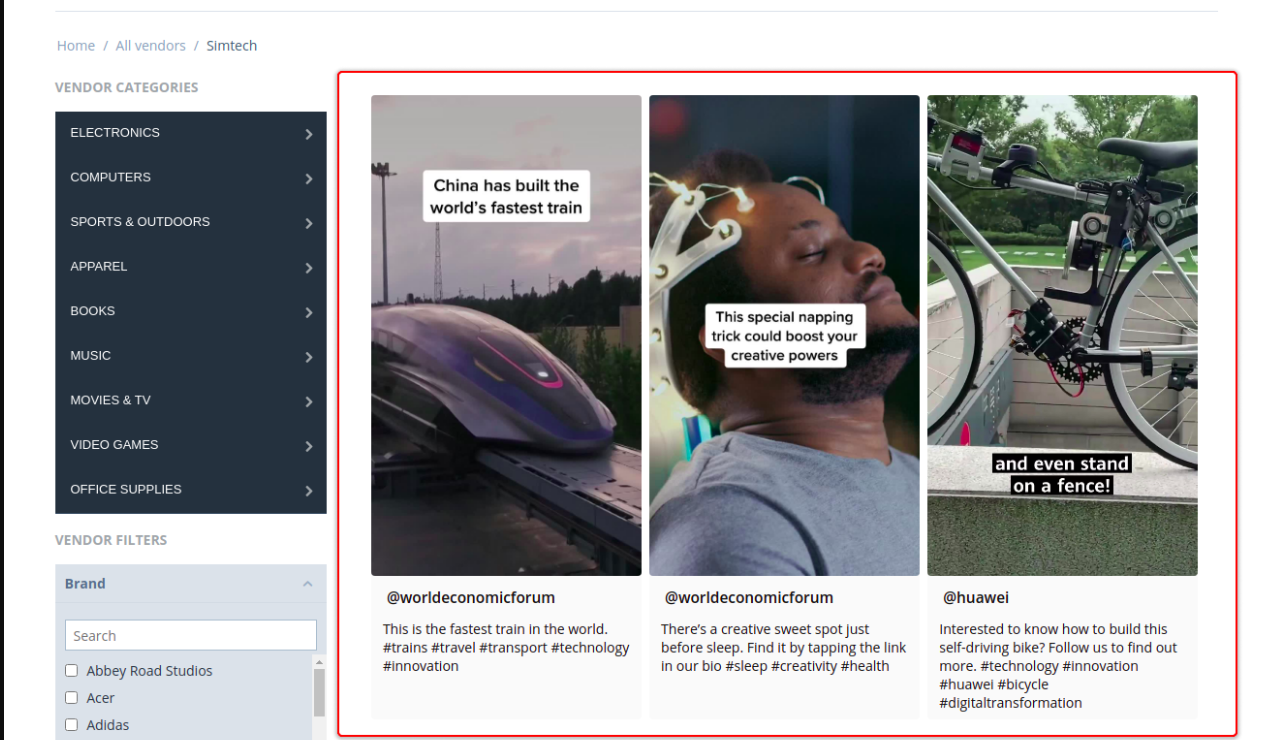 Home / All vendors / Simtech
VENDOR CATEGORIES
ELECTRONICS
COMPUTERS
SPORTS & OUTDOORS
APPAREL
BOOKS
MUSIC
MOVIES & TV
VIDEO GAMES
OFFICE SUPPLIES
VENDOR FILTERS
Brand
Search
Abbey Road Studios
Acer
Adidas
China has built the
world's fastest train
@worldeconomicforum
This is the fastest train in the world.
#trains #travel #transport #technology
#innovation
This special napping
trick could boost your
creative powers
@worldeconomicforum
There's a creative sweet spot just
before sleep. Find it by tapping the link
in our bio #sleep #creativity #health
and even stand
on a fence!
@huawei
Interested to know how to build this
self-driving bike? Follow us to find out
more. #technology #innovation
#huawei #bicycle
#digitaltransformation